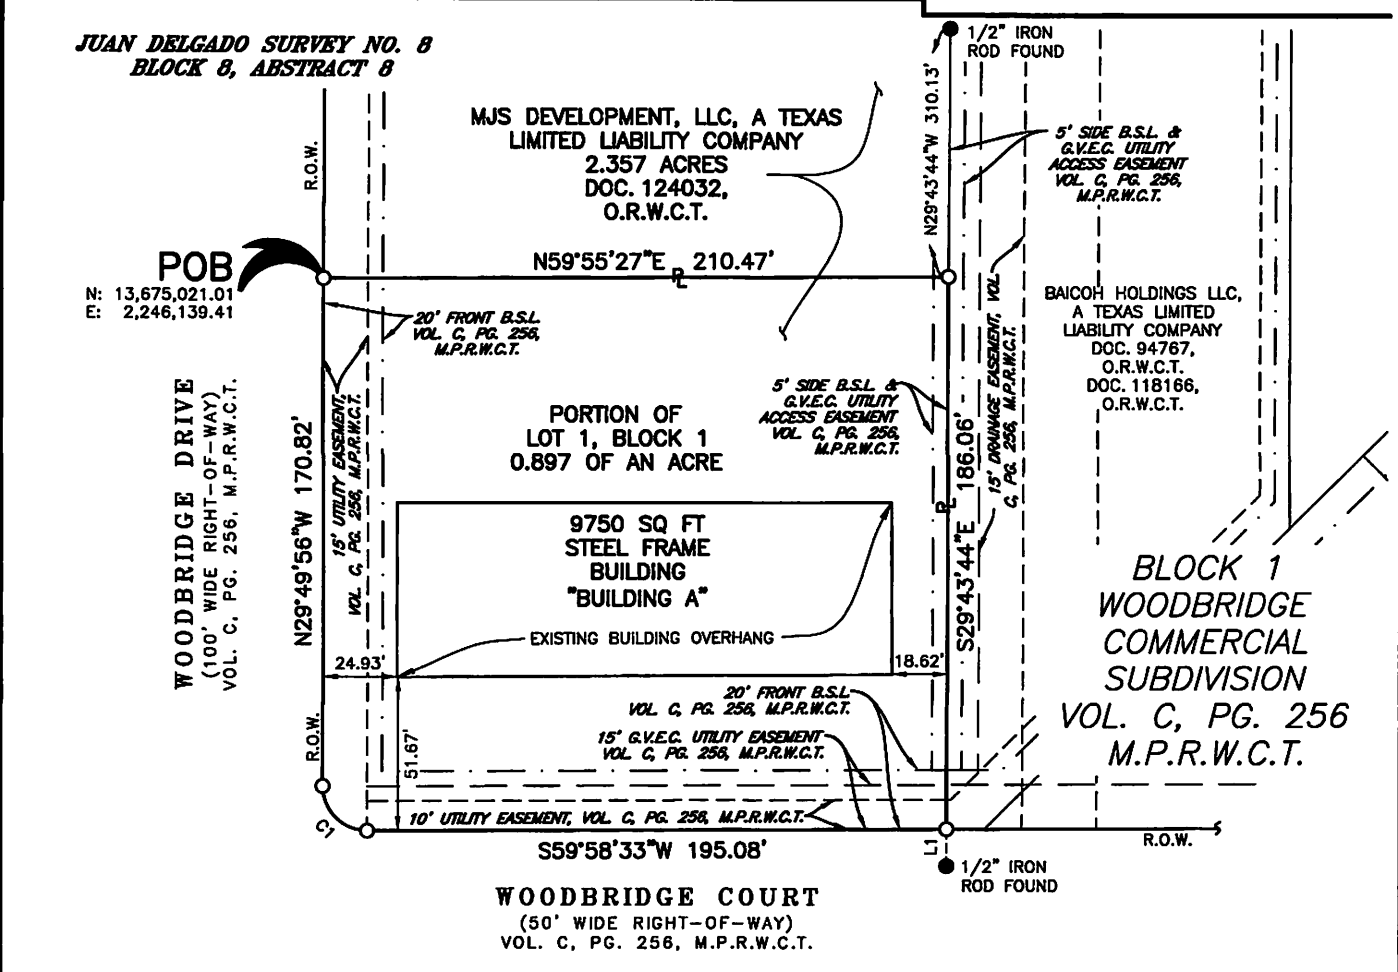 JUAN DELGADO SURVEY NO. 8
BLOCK 8, ABSTRACT 8
1/2" IRON
ROD FOUND
MJS DEVELOPMENT, LLC, A TEXAS
LIMITED LIABILITY COMPANY
2.357 ACRES
DOC. 124032,
O.R.W.C.T.
R.O.W.
N29°43'44"W 310.13'
5' SIDE B.S.L. &
G.V.E.C. UTILITY
ACCESS EASEMENT
VOL. C, PG. 256,
M.P.R.W.C.T.
POB
N: 13,675,021.01
E: 2,246,139.41
N59°55'27"E 210.47'
PL
20' FRONT B.S.L.
VOL. C, PG. 256,
M.P.R.W.C.T.
BAICOH HOLDINGS LLC,
A TEXAS LIMITED
LIABILITY COMPANY
DOC. 94767,
O.R.W.C.T.
DOC. 118166,
O.R.W.C.T.
15' DRAINAGE EASEMENT, VOL.
C, PG. 256, M.P.R.W.C.T.
5' SIDE B.S.L. &
G.V.E.C. UTILITY
ACCESS EASEMENT
VOL. C, PG. 256,
M.P.R.W.C.T.
WOODBRIDGE DRIVE
(100' WIDE RIGHT-OF-WAY)
VOL. C, PG. 256, M.P.R.W.C.T.
N29°49'56"W 170.82'
15' UTILITY EASEMENT,
VOL. C, PG. 256, M.P.R.W.C.T.
PORTION OF
LOT 1, BLOCK 1
0.897 OF AN ACRE
S29°43'44"E 186.06'
PL
9750 SQ FT
STEEL FRAME
BUILDING
"BUILDING A"
EXISTING BUILDING OVERHANG
BLOCK 1
WOODBRIDGE
COMMERCIAL
SUBDIVISION
VOL. C, PG. 256
M.P.R.W.C.T.
24.93'
18.62'
51.67'
20' FRONT B.S.L.
VOL. C, PG. 256, M.P.R.W.C.T.
15' G.V.E.C. UTILITY EASEMENT
VOL. C, PG. 256, M.P.R.W.C.T.
R.O.W.
10' UTILITY EASEMENT, VOL. C, PG. 256, M.P.R.W.C.T.
C1
S59°58'33"W 195.08'
L1
R.O.W.
1/2" IRON
ROD FOUND
WOODBRIDGE COURT
(50' WIDE RIGHT-OF-WAY)
VOL. C, PG. 256, M.P.R.W.C.T.